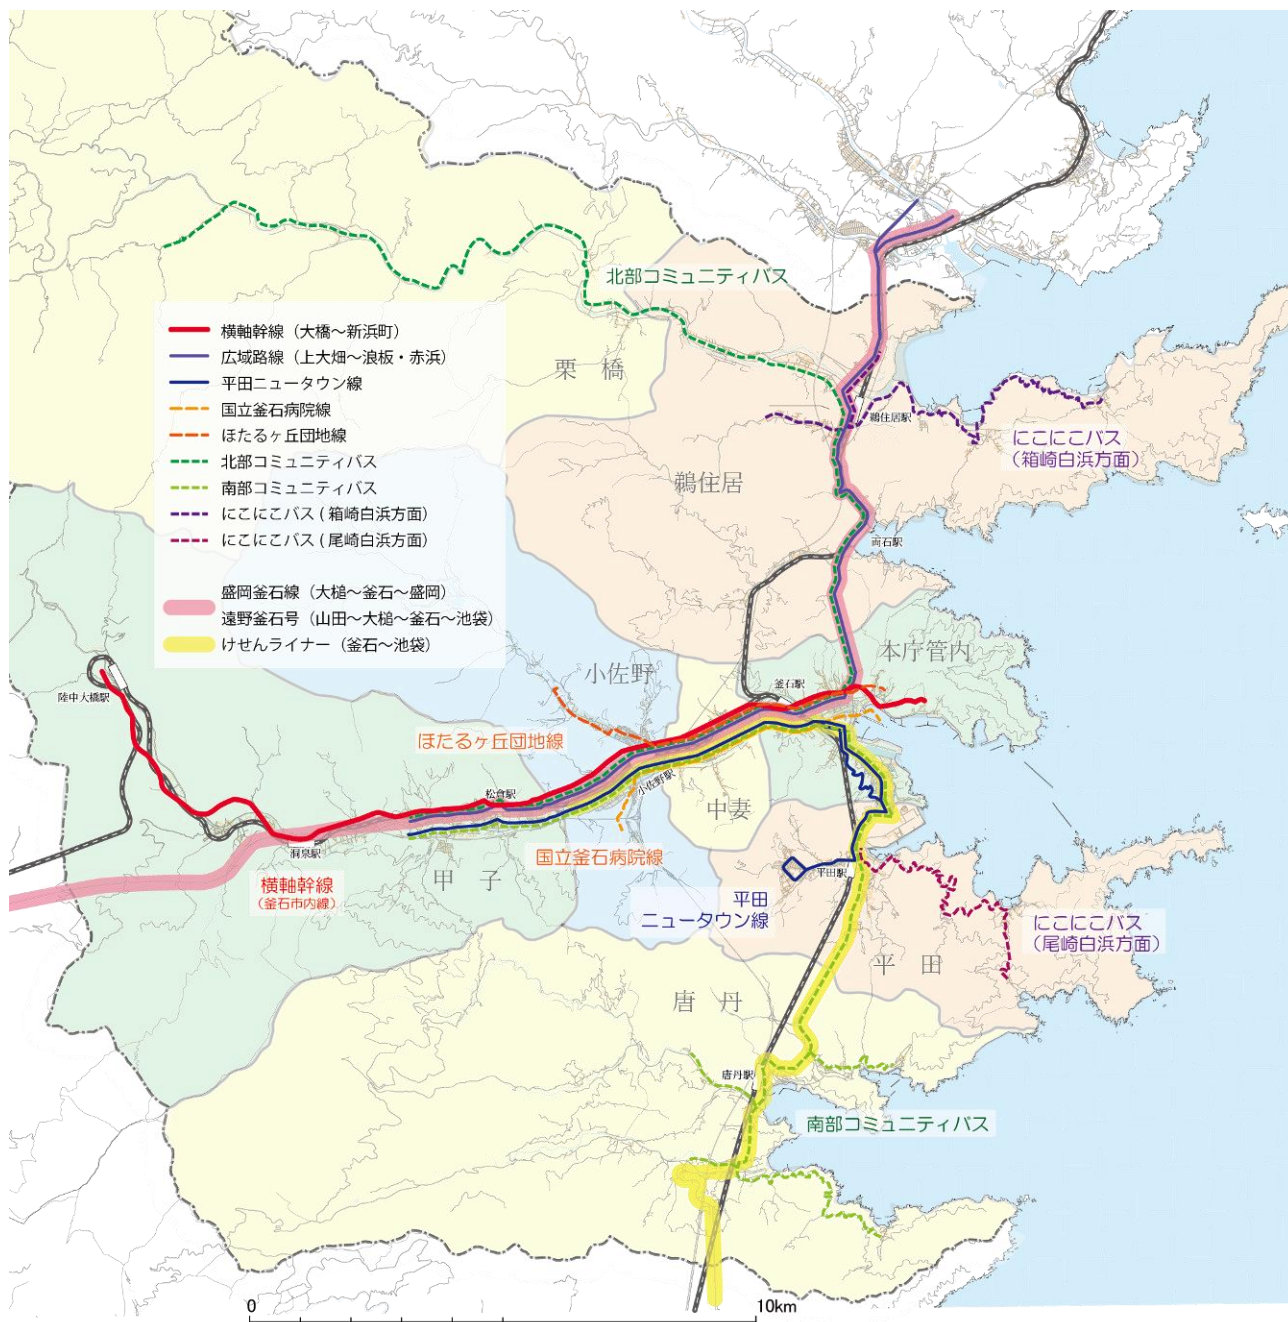 北部コミュニティバス
横軸幹線（大橋～新浜町）
広域路線（上大畑～浪板・赤浜）
平田ニュータウン線
国立釜石病院線
ほたるヶ丘団地線
北部コミュニティバス
南部コミュニティバス
にこにこバス ( 箱崎白浜方面）
にこにこバス ( 尾崎白浜方面）
盛岡釜石線（大槌～釜石～盛岡）
遠野釜石号（山田～大槌～釜石～池袋）
けせんライナー（釜石～池袋）
栗 橋
鵜住居駅
にこにこバス
（箱崎白浜方面）
鵜住居
両石駅
本庁管内
小佐野
釜石駅
陸中大橋駅
ほたるヶ丘団地線
小佐野駅
松倉駅
中妻
洞泉駅
国立釜石病院線
甲 子
平田駅
横軸幹線
（釜石市内線）
平田
ニュータウン線
にこにこバス
（尾崎白浜方面）
平 田
唐 丹
唐丹駅
南部コミュニティバス
0
10km